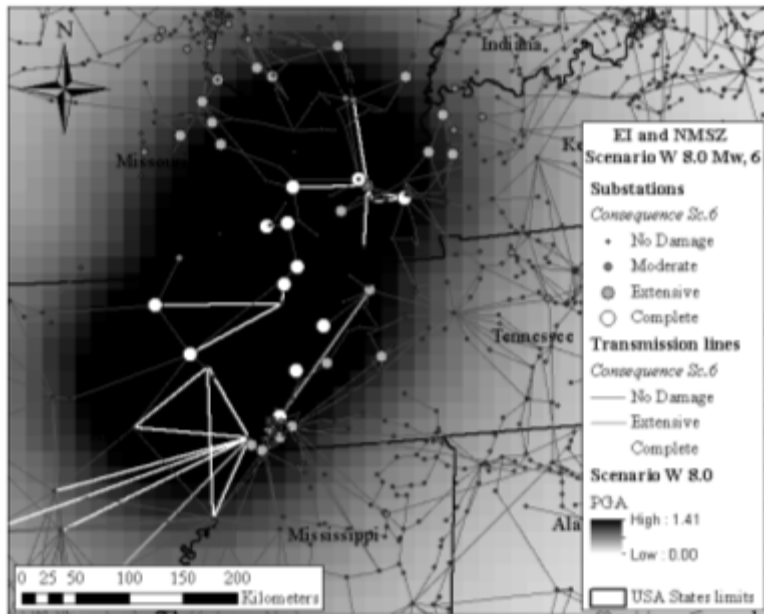 N
Indiana
Missou
Ke
Tennessee
Mississippi
Ala
EI and NMSZ
Scenario W 8.0 Mw, 6
Substations
Consequence Sc.6
No Damage
Moderate
Extensive
Complete
Transmission lines
Consequence Sc.6
No Damage
Extensive
Complete
Scenario W 8.0
PGA
High : 1.41
Low : 0.00
USA States limits
0 25 50 100 150 200
Kilometers